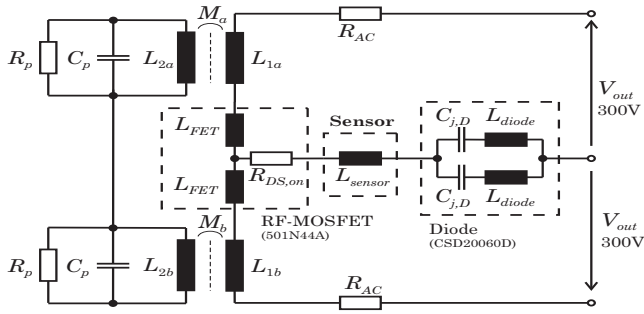 M_a
R_p C_p L_2a L_1a R_AC
V_out
300V
L_FET
Sensor
C_j,D L_diode
R_DS,on L_sensor
L_FET
C_j,D L_diode
RF-MOSFET
(501N44A)
Diode
(CSD20060D)
V_out
300V
M_b
R_p C_p L_2b L_1b R_AC